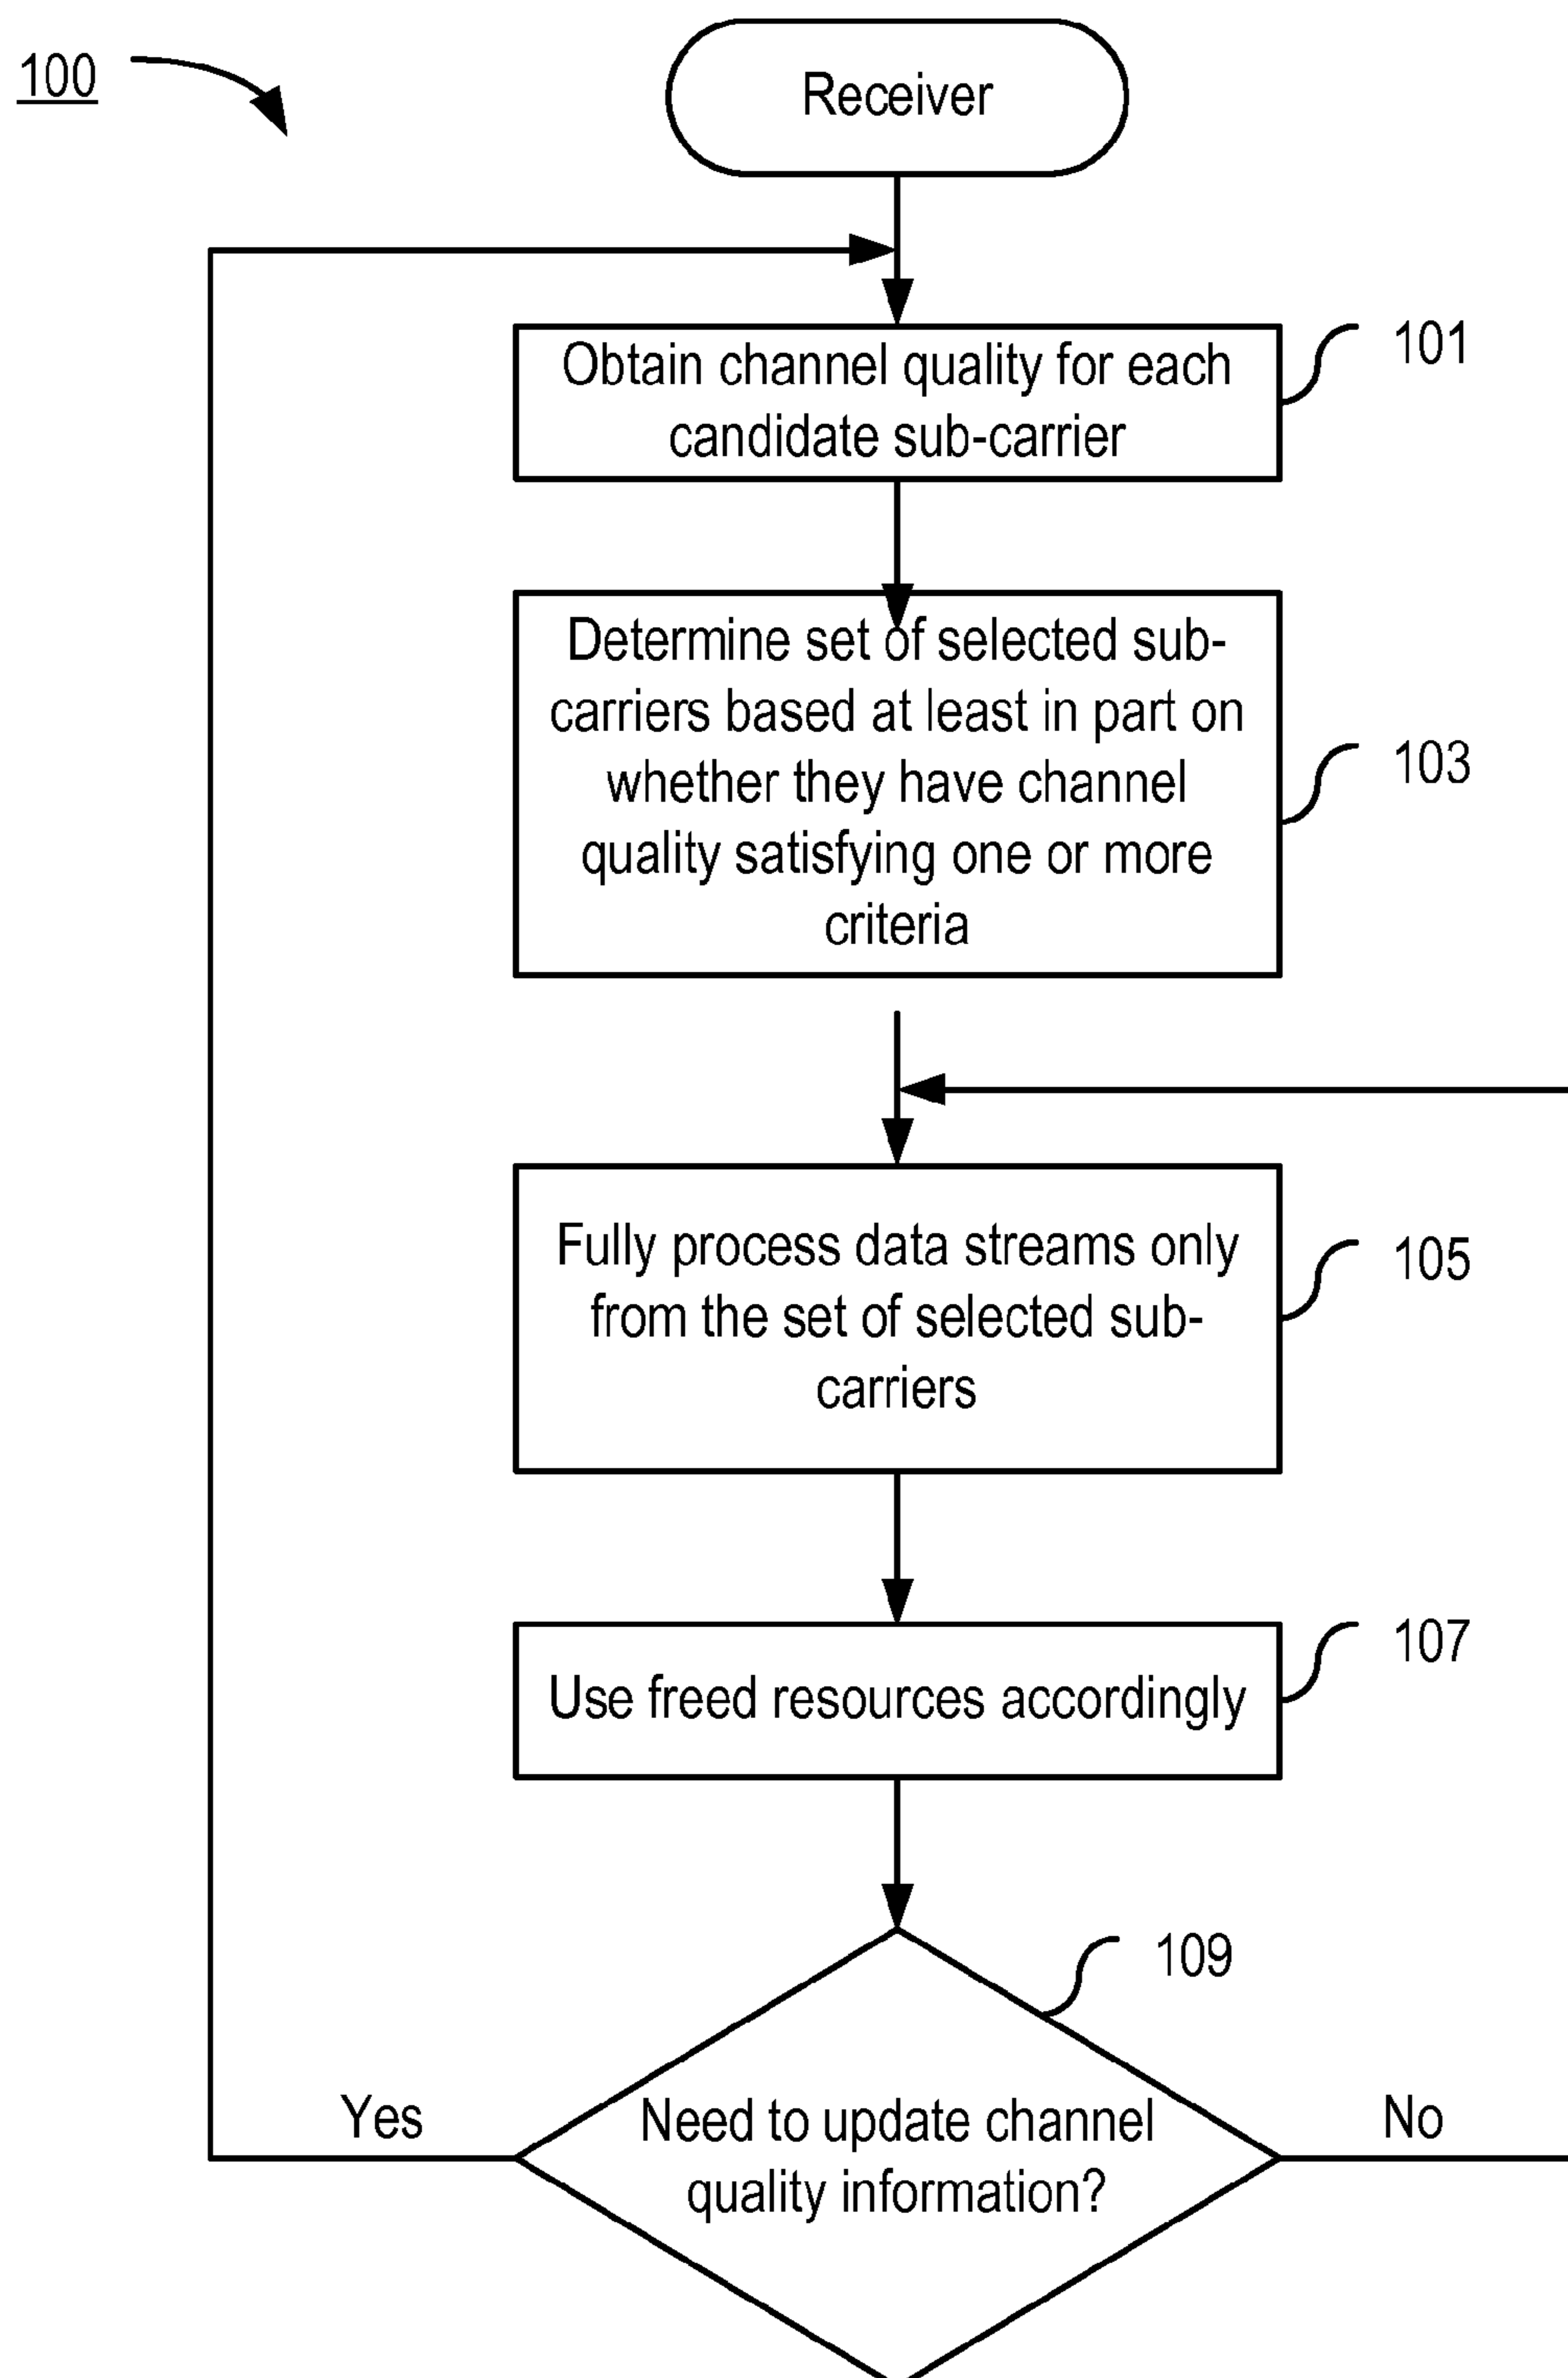 100
Receiver
Obtain channel quality for each
candidate sub-carrier
101
Determine set of selected sub-
carriers based at least in part on
whether they have channel
quality satisfying one or more
criteria
103
Fully process data streams only
from the set of selected sub-
carriers
105
Use freed resources accordingly
107
109
Need to update channel
quality information?
Yes
No